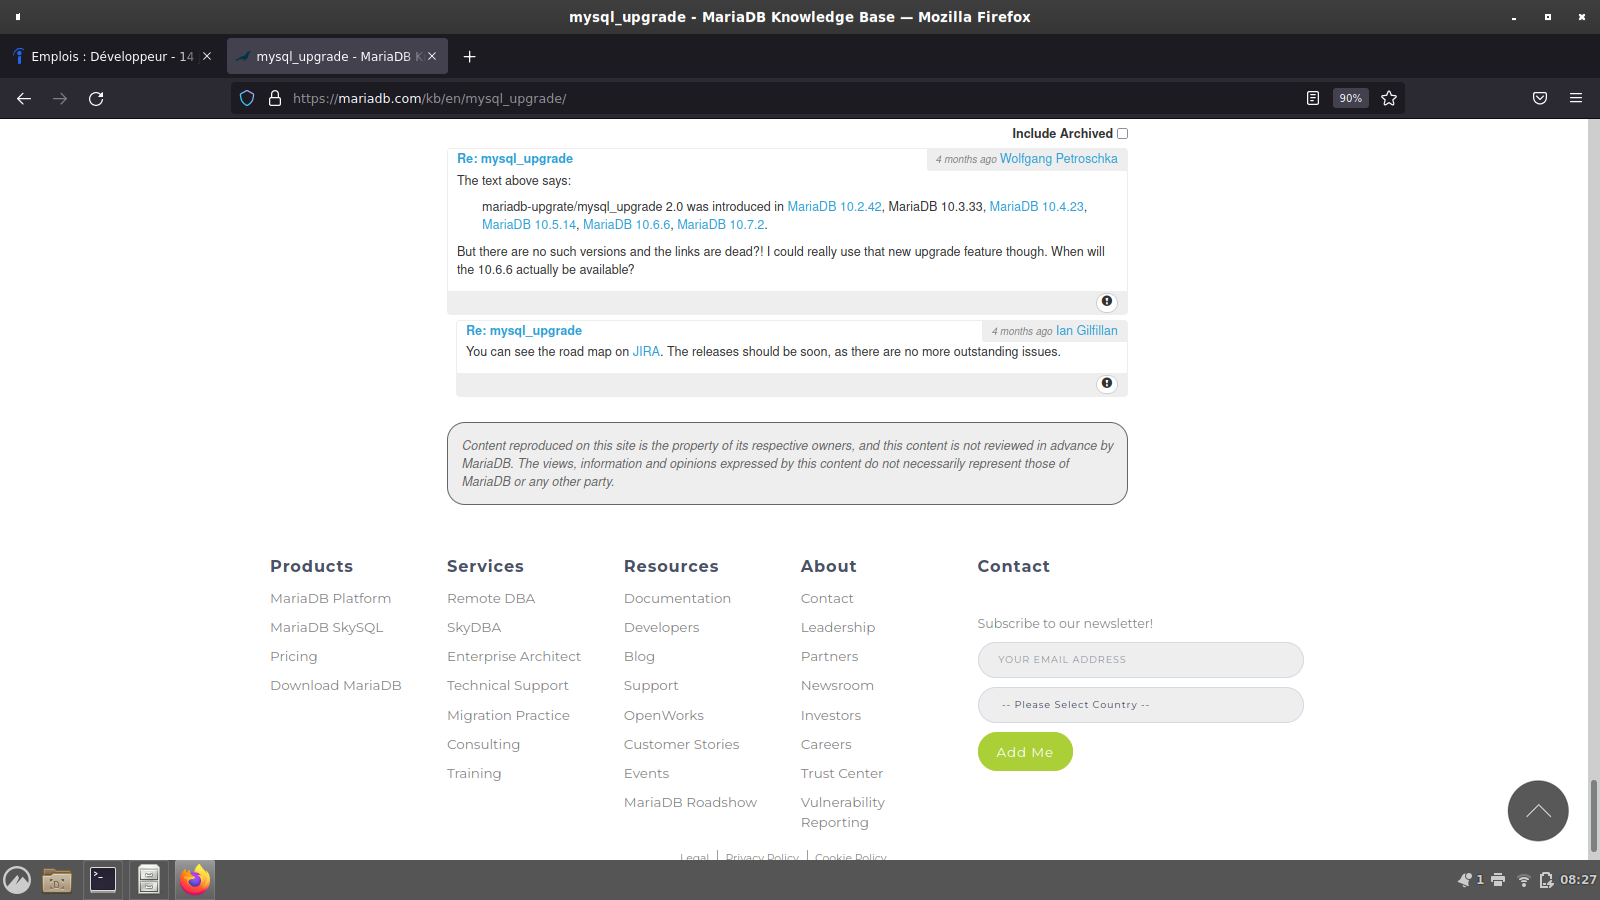 mysql_upgrade - MariaDB Knowledge Base — Mozilla Firefox
Emplois : Développeur - 14
mysql_upgrade - MariaDB K
https://mariadb.com/kb/en/mysql_upgrade/
90%
Include Archived
Re: mysql_upgrade
4 months ago Wolfgang Petroschka
The text above says:
mariadb-upgrate/mysql_upgrade 2.0 was introduced in MariaDB 10.2.42, MariaDB 10.3.33, MariaDB 10.4.23,
MariaDB 10.5.14, MariaDB 10.6.6, MariaDB 10.7.2.
But there are no such versions and the links are dead?! I could really use that new upgrade feature though. When will
the 10.6.6 actually be available?
Re: mysql_upgrade
4 months ago Ian Gilfillan
You can see the road map on JIRA. The releases should be soon, as there are no more outstanding issues.
Content reproduced on this site is the property of its respective owners, and this content is not reviewed in advance by
MariaDB. The views, information and opinions expressed by this content do not necessarily represent those of
MariaDB or any other party.
Products
MariaDB Platform
MariaDB SkySQL
Pricing
Download MariaDB
Services
Remote DBA
SkyDBA
Enterprise Architect
Technical Support
Migration Practice
Consulting
Training
Resources
Documentation
Developers
Blog
Support
OpenWorks
Customer Stories
Events
MariaDB Roadshow
About
Contact
Leadership
Partners
Newsroom
Investors
Careers
Trust Center
Vulnerability
Reporting
Contact
Subscribe to our newsletter!
YOUR EMAIL ADDRESS
-- Please Select Country --
Add Me
Legal | Privacy Policy | Cookie Policy
1
08:27